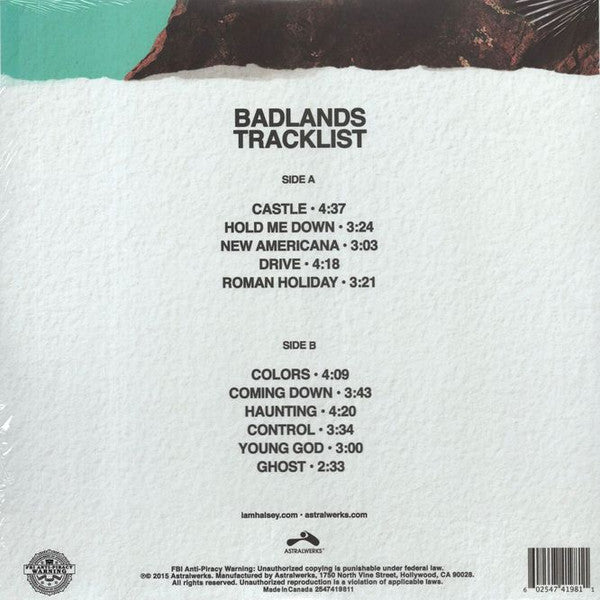 BADLANDS
TRACKLIST
SIDE A
CASTLE • 4:37
HOLD ME DOWN • 3:24
NEW AMERICANA • 3:03
DRIVE • 4:18
ROMAN HOLIDAY • 3:21
SIDE B
COLORS • 4:09
COMING DOWN • 3:43
HAUNTING • 4:20
CONTROL • 3:34
YOUNG GOD • 3:00
GHOST • 2:33
iamhalsey.com • astralwerks.com
ASTRALWERKS
FBI ANTI-PIRACY
WARNING
FBI Anti-Piracy Warning: Unauthorized copying is punishable under federal law.
℗© 2015 Astralwerks. Manufactured by Astralwerks, 1750 North Vine Street, Hollywood, CA 90028.
All rights reserved. Unauthorized reproduction is a violation of applicable laws.
Made in Canada 2547419811
6 02547 41981 1